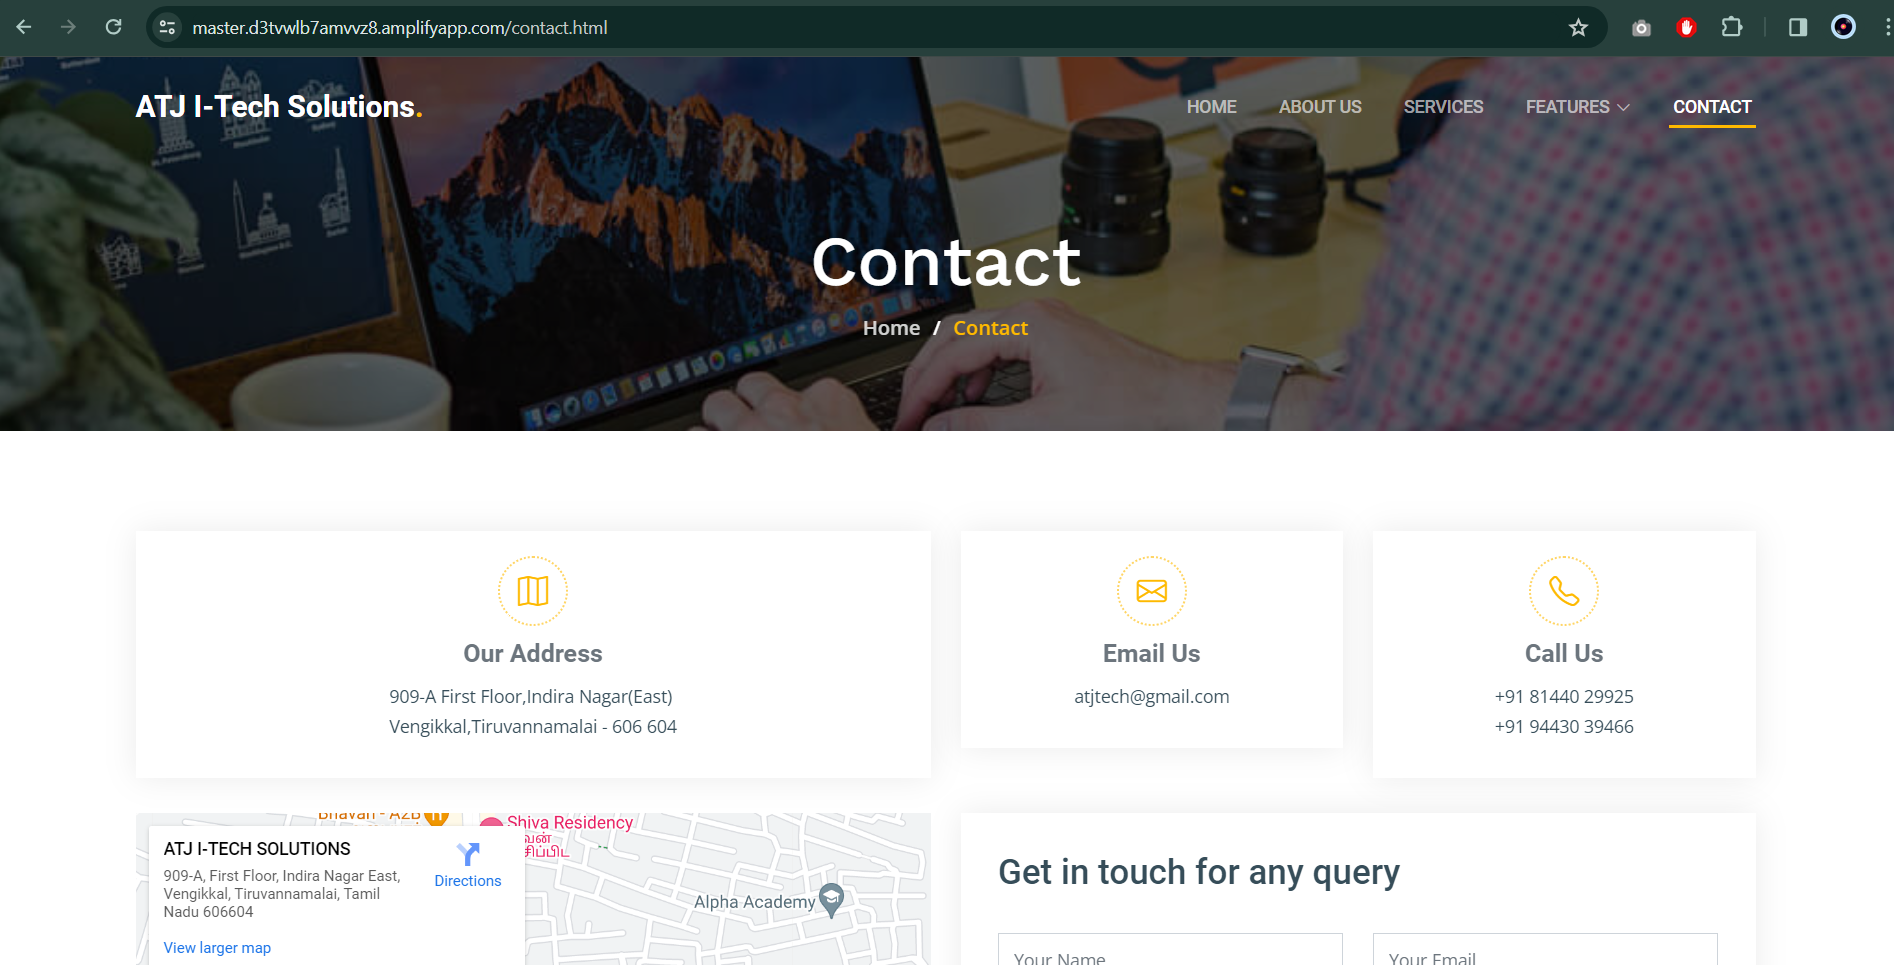 master.d3tvwlb7amvvz8.amplifyapp.com/contact.html
ATJ I-Tech Solutions.
HOME
ABOUT US
SERVICES
FEATURES
CONTACT
Contact
Home / Contact
Our Address
909-A First Floor,Indira Nagar(East)
Vengikkal,Tiruvannamalai - 606 604
Email Us
atjtech@gmail.com
Call Us
+91 81440 29925
+91 94430 39466
Bhavan - A2B
Shiva Residency
ATJ I-TECH SOLUTIONS
909-A, First Floor, Indira Nagar East,
Vengikkal, Tiruvannamalai, Tamil
Nadu 606604
Directions
View larger map
Alpha Academy
Get in touch for any query
Your Name
Your Email